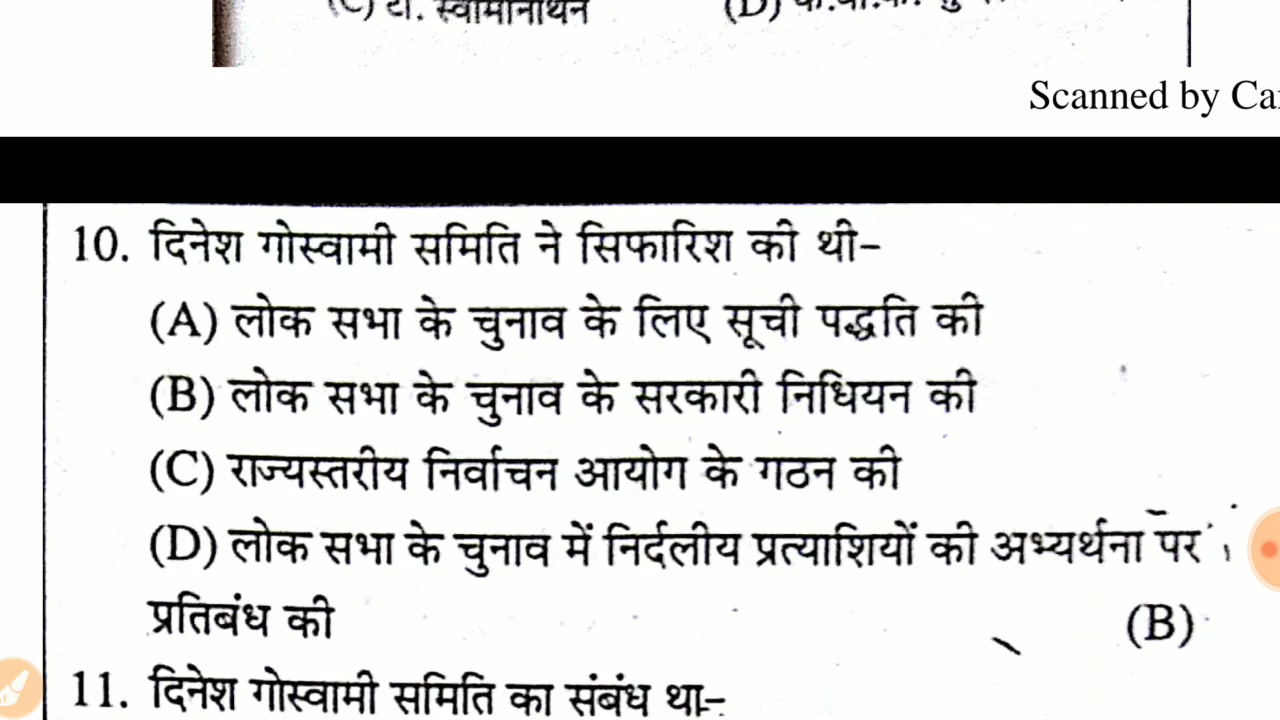 (C) टी. स्वामीनाथन (D)
Scanned by
10. दिनेश गोस्वामी समिति ने सिफारिश की थी–
(A) लोक सभा के चुनाव के लिए सूची पद्धति की
(B) लोक सभा के चुनाव के सरकारी निधियन की
(C) राज्यस्तरीय निर्वाचन आयोग के गठन की
(D) लोक सभा के चुनाव में निर्दलीय प्रत्याशियों की अभ्यर्थना पर
प्रतिबंध की (B)
11. दिनेश गोस्वामी समिति का संबंध था–